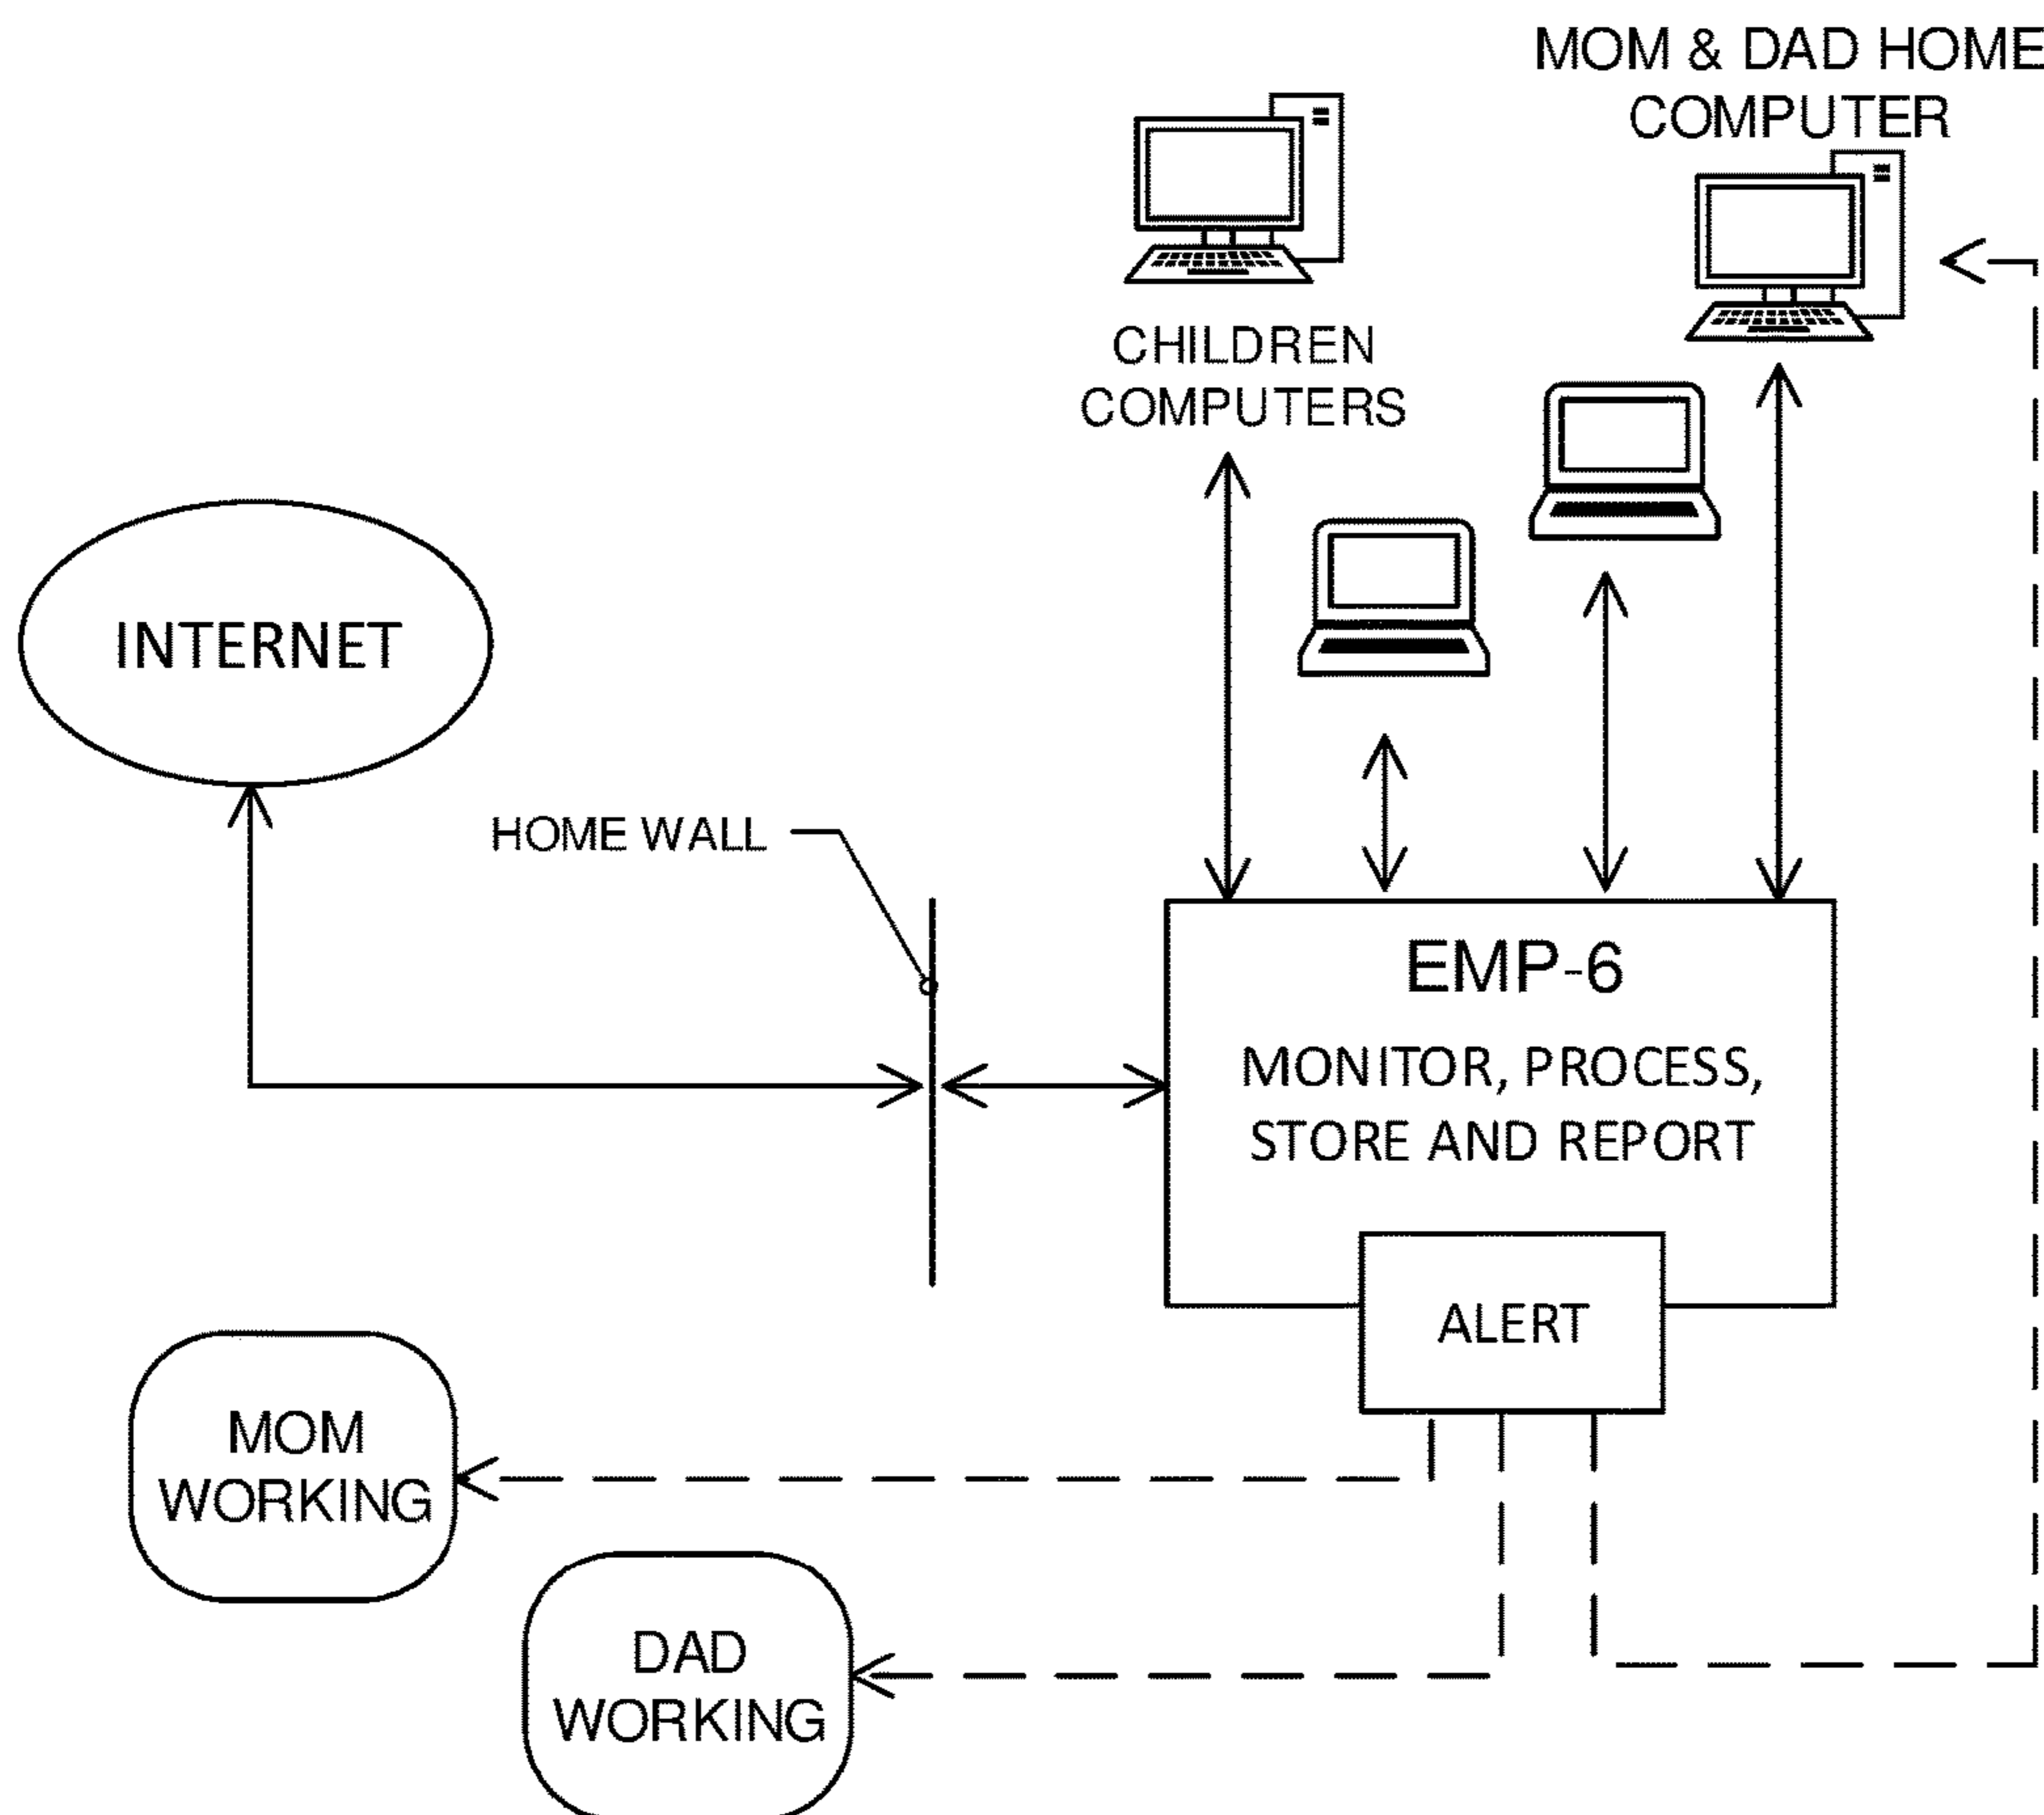 MOM & DAD HOME
COMPUTER
CHILDREN
COMPUTERS
INTERNET
HOME WALL
EMP-6
MONITOR, PROCESS,
STORE AND REPORT
ALERT
MOM
WORKING
DAD
WORKING